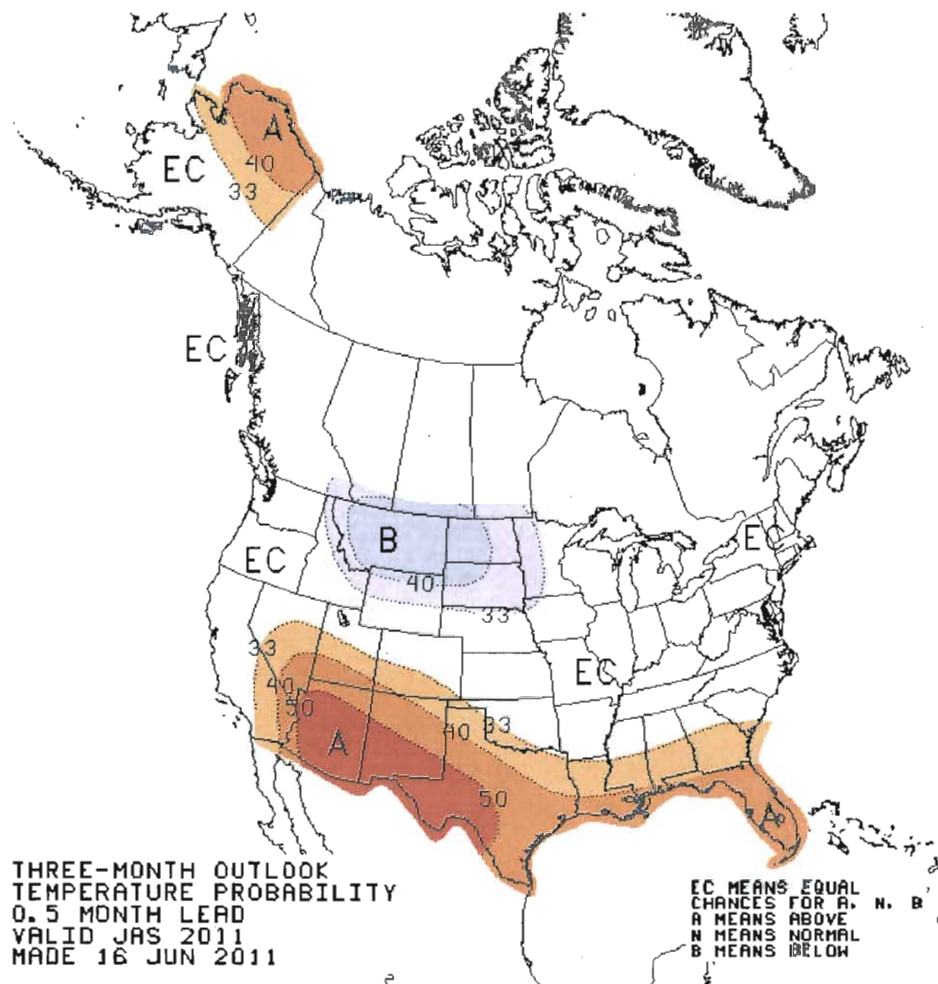 A
EC
40
33
EC
B
EC
EC
40
33
33
EC
40
50
A
40
33
50
A
THREE-MONTH OUTLOOK
TEMPERATURE PROBABILITY
0.5 MONTH LEAD
VALID JAS 2011
MADE 16 JUN 2011
EC MEANS EQUAL
CHANCES FOR A, N, B
A MEANS ABOVE
N MEANS NORMAL
B MEANS BELOW